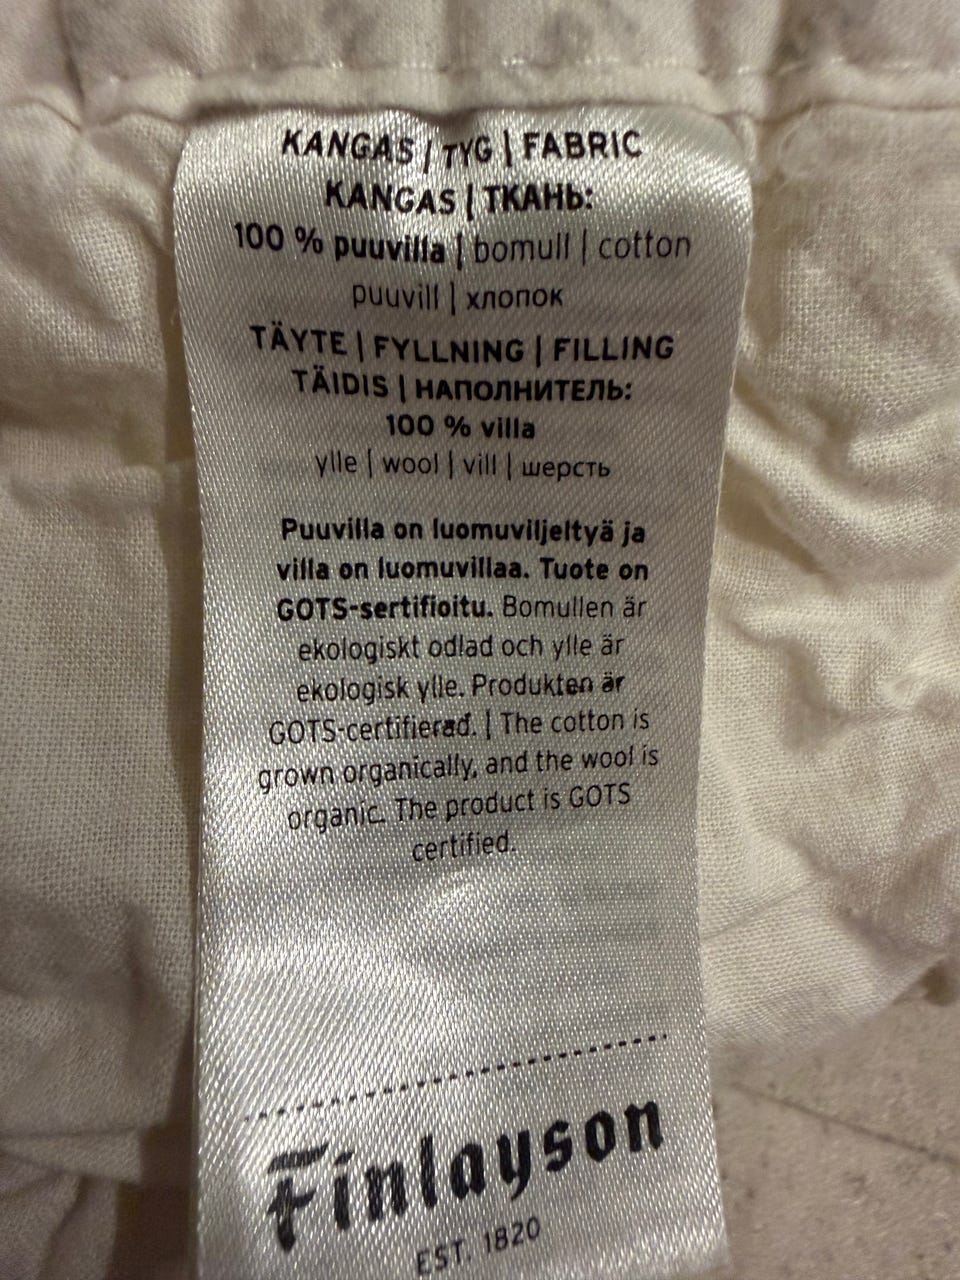 KANGAS | TYG | FABRIC
KANGAS | ТКАНЬ:
100 % puuvilla | bomull | cotton
puuvill | хлопок
TÄYTE | FYLLNING | FILLING
TÄIDIS | НАПОЛНИТЕЛЬ:
100 % villa
ylle | wool | vill | шерсть
Puuvilla on luomuviljeltyä ja
villa on luomuvillaa. Tuote on
GOTS-sertifioitu. Bomullen är
ekologiskt odlad och ylle är
ekologisk ylle. Produkten är
GOTS-certifierad. | The cotton is
grown organically, and the wool is
organic. The product is GOTS
certified.
Finlayson
EST. 1820